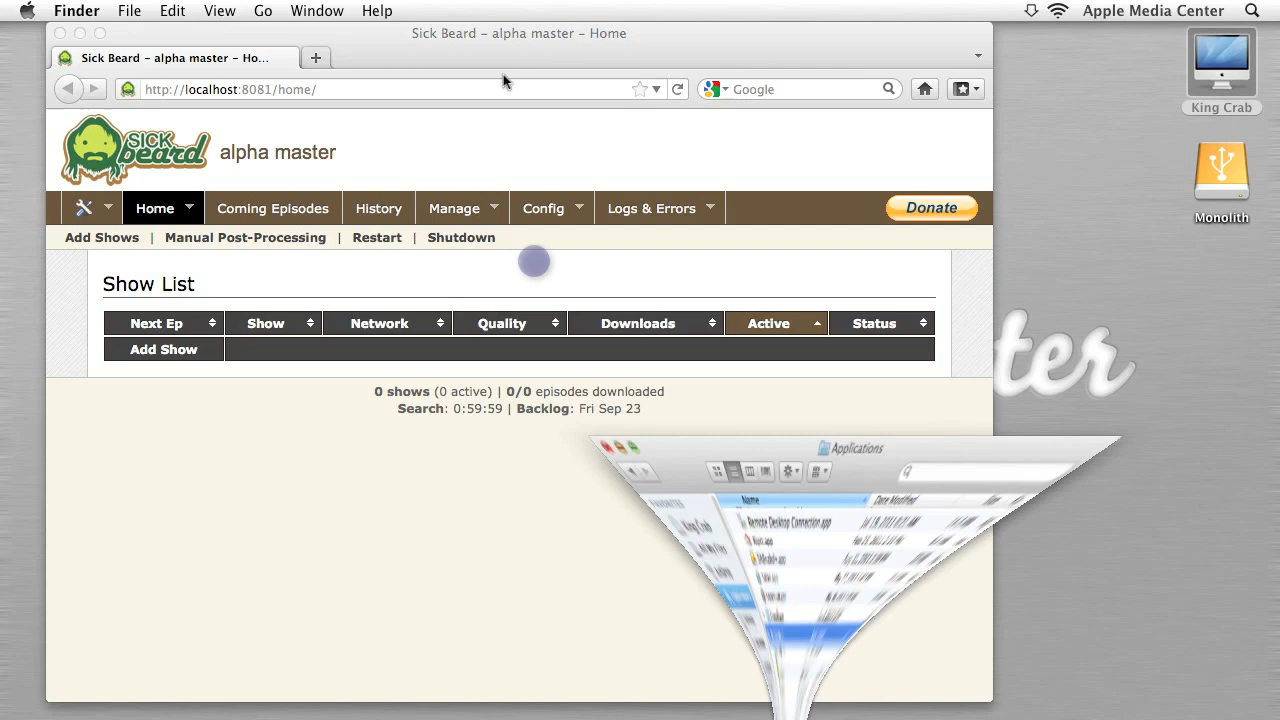 Finder File Edit View Go Window Help Apple Media Center
Sick Beard – alpha master – Home
Sick Beard – alpha master – Ho...
http://localhost:8081/home/ Google
King Crab
SICK beard alpha master
Monolith
Home Coming Episodes History Manage Config Logs & Errors Donate
Add Shows | Manual Post-Processing | Restart | Shutdown
Show List
Next Ep Show Network Quality Downloads Active Status
Add Show
ter
0 shows (0 active) | 0/0 episodes downloaded
Search: 0:59:59 | Backlog: Fri Sep 23
Applications
Name Date Modified
Remote Desktop Connection.app